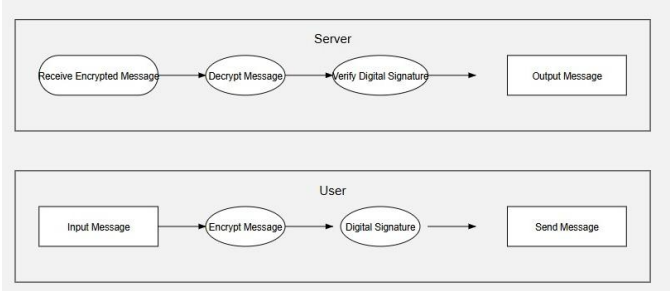 Server
Receive Encrypted Message
Decrypt Message
Verify Digital Signature
Output Message
User
Input Message
Encrypt Message
Digital Signature
Send Message